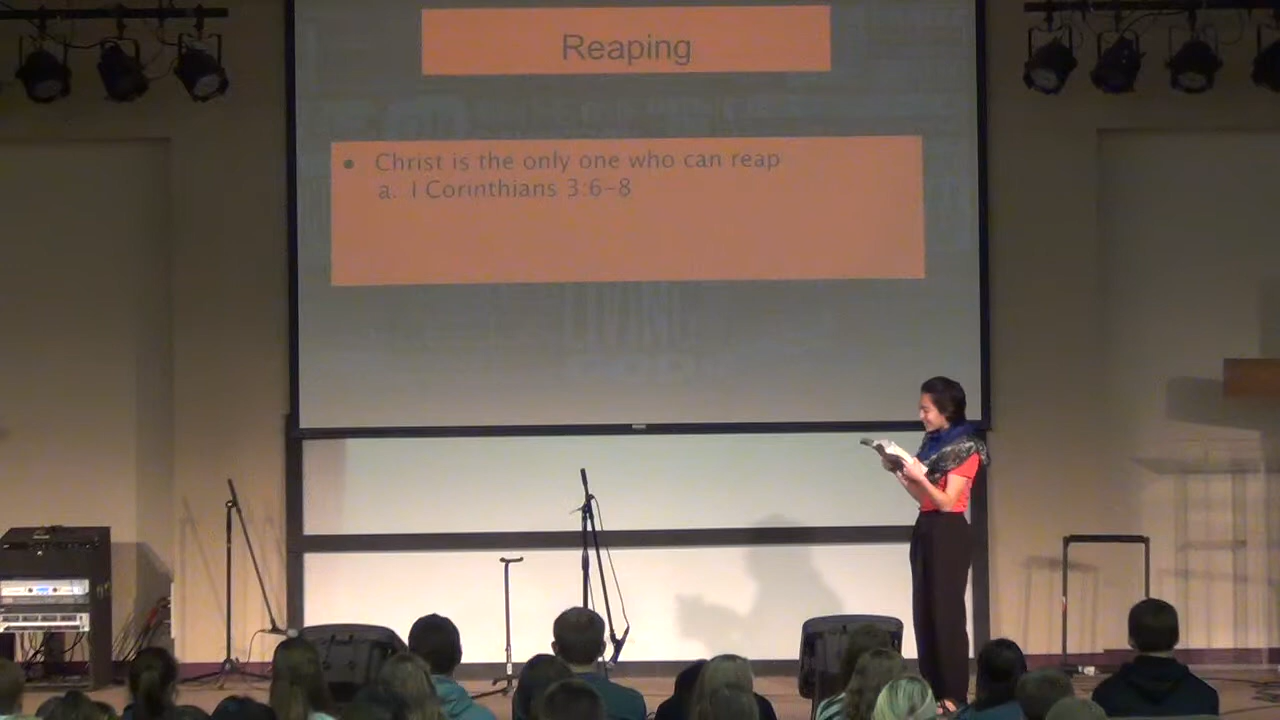 Reaping
• Christ is the only one who can reap
a. I Corinthians 3:6-8